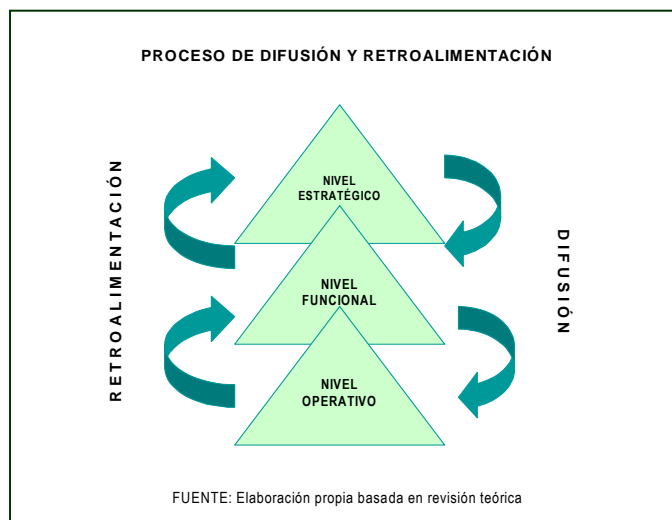 PROCESO DE DIFUSIÓN Y RETROALIMENTACIÓN
RETROALIMENTACIÓN
NIVEL
ESTRATÉGICO
NIVEL
FUNCIONAL
NIVEL
OPERATIVO
DIFUSIÓN
FUENTE: Elaboración propia basada en revisión teórica